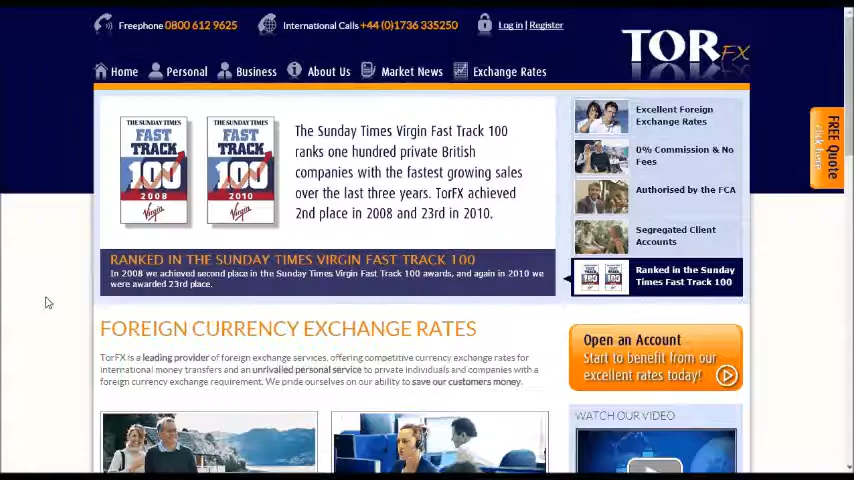 Freephone 0800 612 9625
International Calls +44 (0)1736 335250
Log in | Register
TORFX
Home
Personal
Business
About Us
Market News
Exchange Rates
FREE Quote
click here
THE SUNDAY TIMES
FAST
TRACK
100
2008
Virgin
THE SUNDAY TIMES
FAST
TRACK
100
2010
Virgin
The Sunday Times Virgin Fast Track 100
ranks one hundred private British
companies with the fastest growing sales
over the last three years. TorFX achieved
2nd place in 2008 and 23rd in 2010.
RANKED IN THE SUNDAY TIMES VIRGIN FAST TRACK 100
In 2008 we achieved second place in the Sunday Times Virgin Fast Track 100 awards, and again in 2010 we
were awarded 23rd place.
Excellent Foreign
Exchange Rates
0% Commission & No
Fees
Authorised by the FCA
Segregated Client
Accounts
Ranked in the Sunday
Times Fast Track 100
FOREIGN CURRENCY EXCHANGE RATES
TorFX is a leading provider of foreign exchange services, offering competitive currency exchange rates for
international money transfers and an unrivalled personal service to private individuals and companies with a
foreign currency exchange requirement. We pride ourselves on our ability to save our customers money.
Open an Account
Start to benefit from our
excellent rates today!
WATCH OUR VIDEO